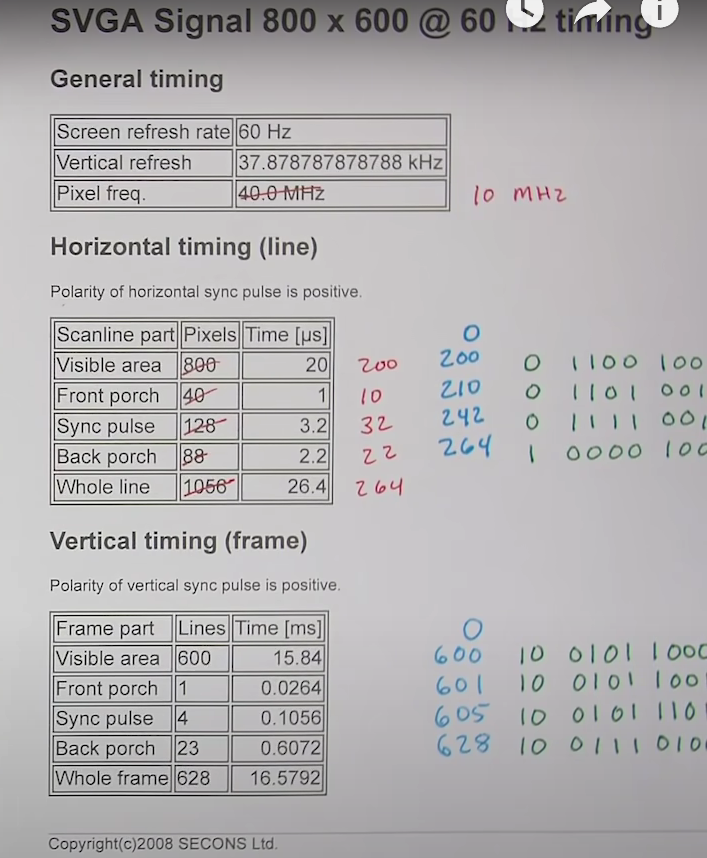 SVGA Signal 800 x 600 @ 60 Hz timing
General timing
Screen refresh rate 60 Hz
Vertical refresh 37.878787878788 kHz
Pixel freq. 40.0 MHz 10 MHz
Horizontal timing (line)
Polarity of horizontal sync pulse is positive.
Scanline part Pixels Time [µs] 0
Visible area 800 20 200 200 0 1100 100
Front porch 40 1 10 210 0 1101 001
Sync pulse 128 3.2 32 242 0 1111 001
Back porch 88 2.2 22 264 1 0000 100
Whole line 1056 26.4 264
Vertical timing (frame)
Polarity of vertical sync pulse is positive.
Frame part Lines Time [ms] 0
Visible area 600 15.84 600 10 0101 1000
Front porch 1 0.0264 601 10 0101 100
Sync pulse 4 0.1056 605 10 0101 110
Back porch 23 0.6072 628 10 0111 010
Whole frame 628 16.5792
Copyright(c)2008 SECONS Ltd.